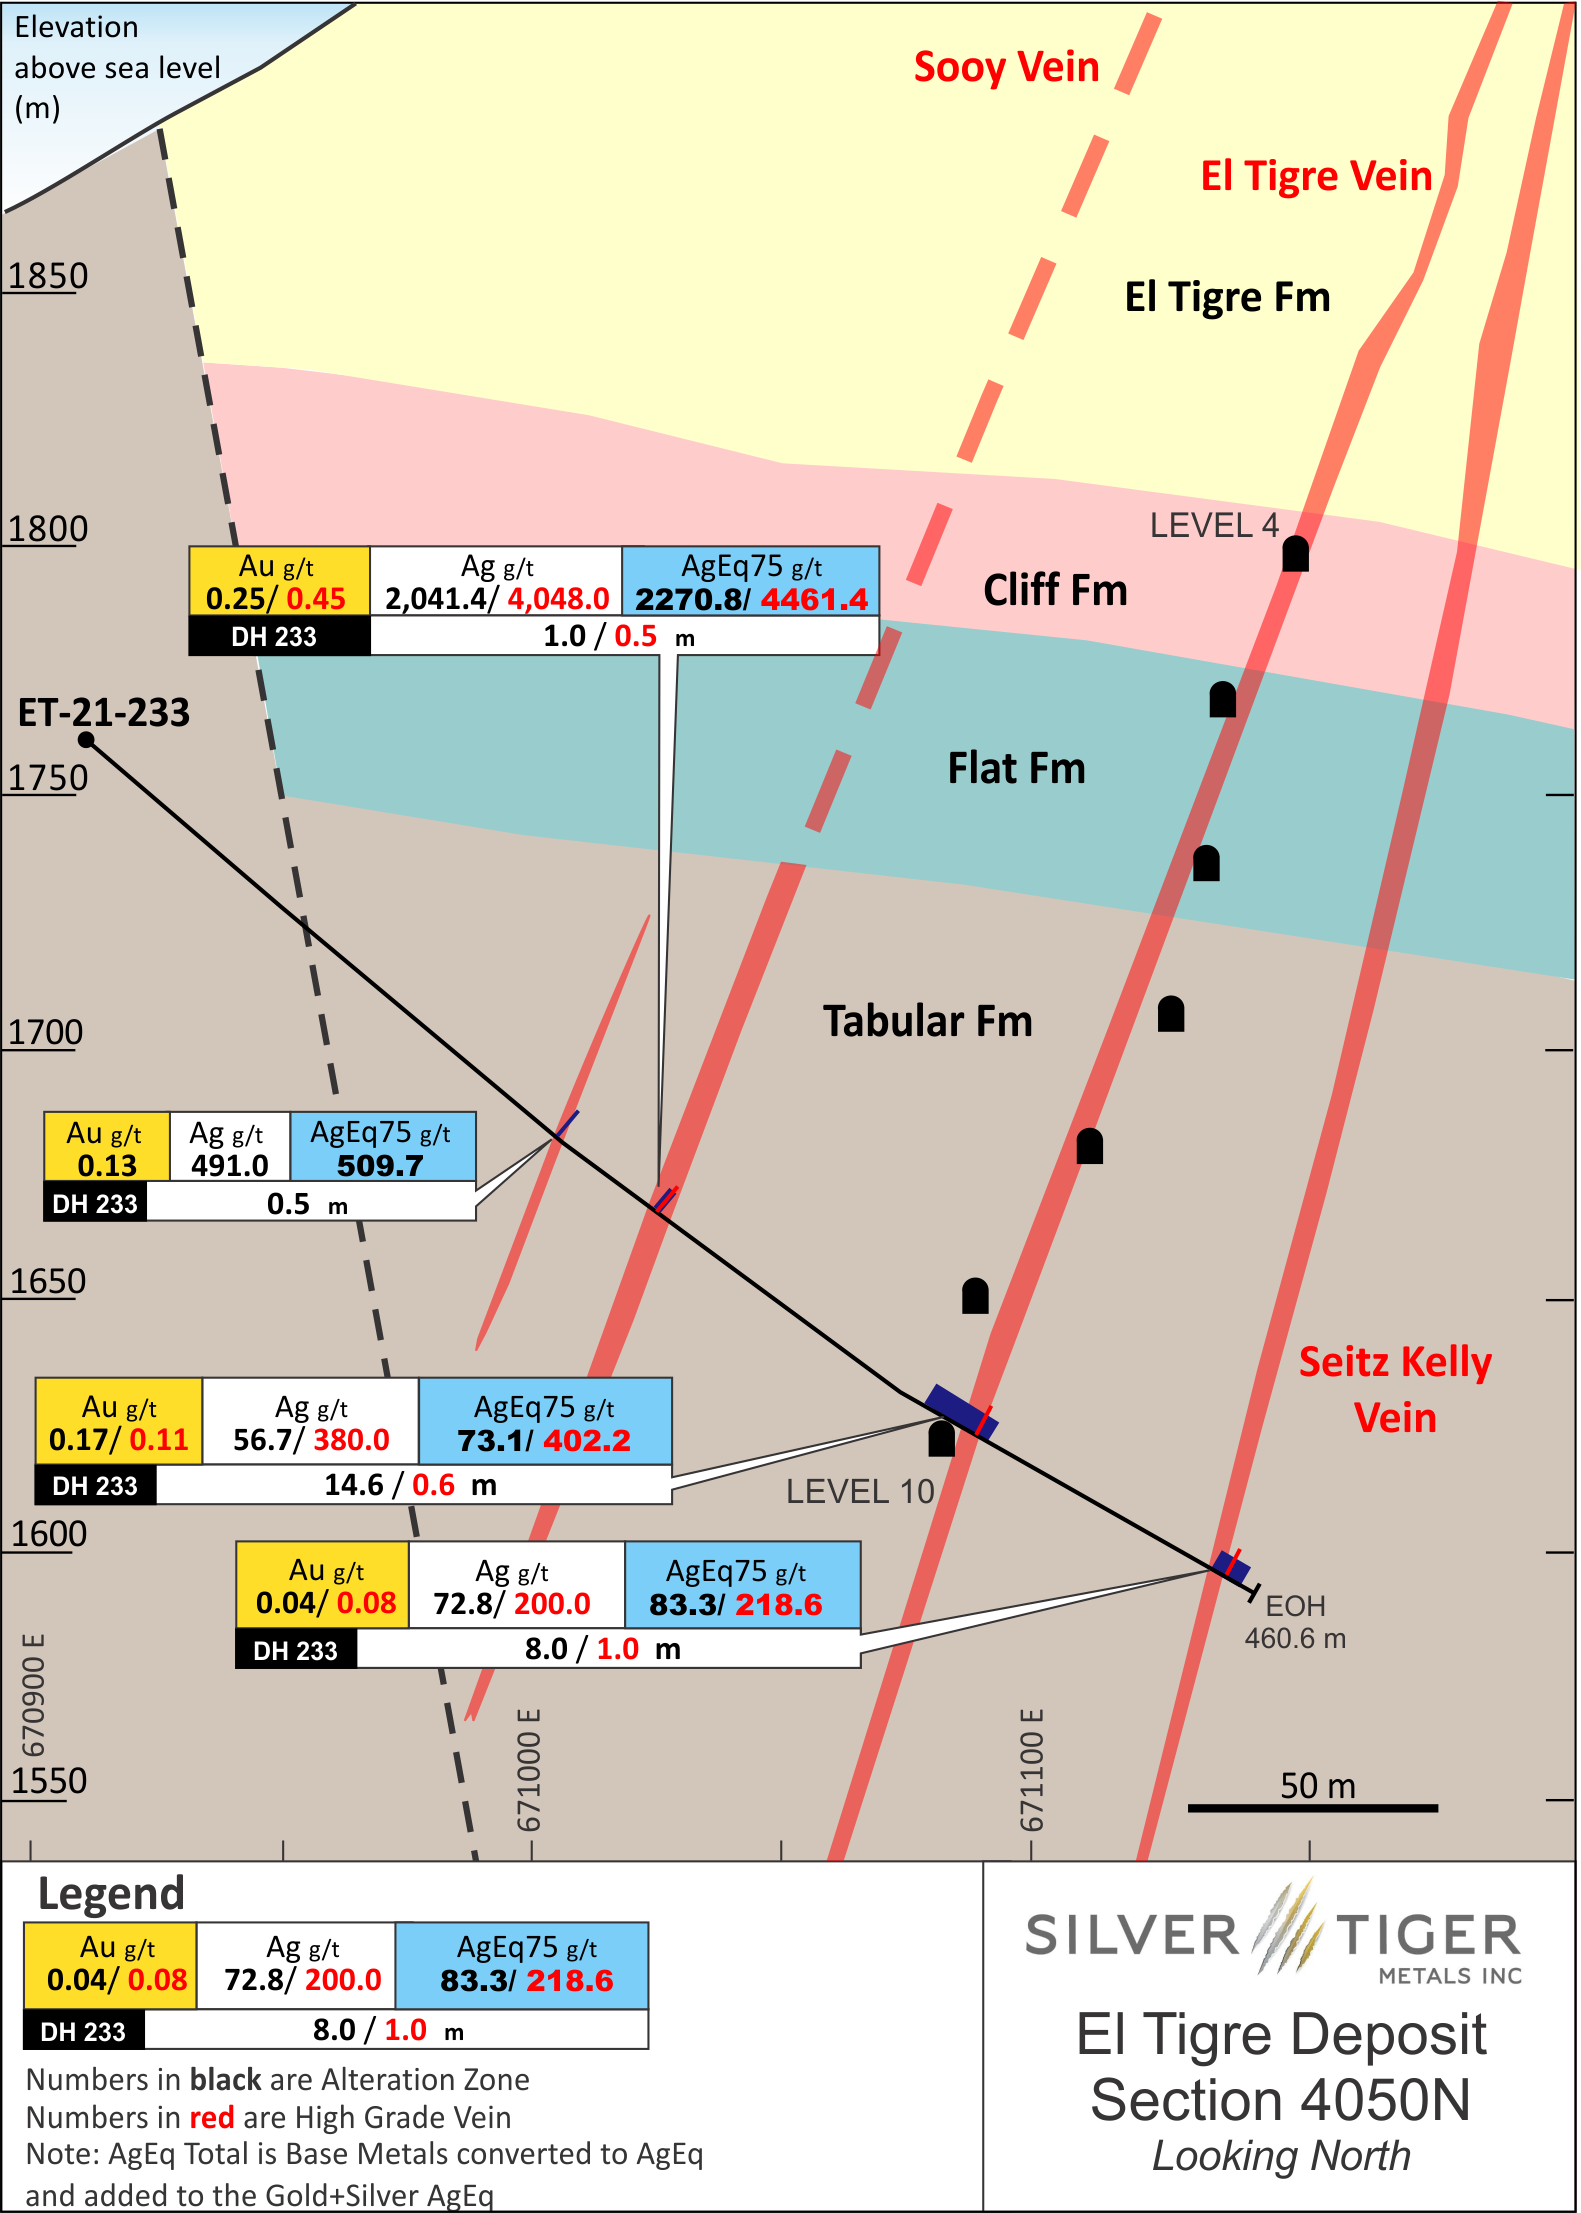 Elevation
above sea level
(m)
Sooy Vein
El Tigre Vein
1850
El Tigre Fm
1800
LEVEL 4
Au g/t Ag g/t AgEq75 g/t
0.25/ 0.45 2,041.4/ 4,048.0 2270.8/ 4461.4
DH 233 1.0 / 0.5 m
Cliff Fm
ET-21-233
1750
Flat Fm
1700
Tabular Fm
Au g/t Ag g/t AgEq75 g/t
0.13 491.0 509.7
DH 233 0.5 m
1650
Seitz Kelly
Vein
Au g/t Ag g/t AgEq75 g/t
0.17/ 0.11 56.7/ 380.0 73.1/ 402.2
DH 233 14.6 / 0.6 m
LEVEL 10
1600
Au g/t Ag g/t AgEq75 g/t
0.04/ 0.08 72.8/ 200.0 83.3/ 218.6
DH 233 8.0 / 1.0 m
EOH
460.6 m
670900 E
671000 E
671100 E
1550
50 m
Legend
Au g/t Ag g/t AgEq75 g/t
0.04/ 0.08 72.8/ 200.0 83.3/ 218.6
DH 233 8.0 / 1.0 m
Numbers in black are Alteration Zone
Numbers in red are High Grade Vein
Note: AgEq Total is Base Metals converted to AgEq
and added to the Gold+Silver AgEq
SILVER TIGER
METALS INC
El Tigre Deposit
Section 4050N
Looking North